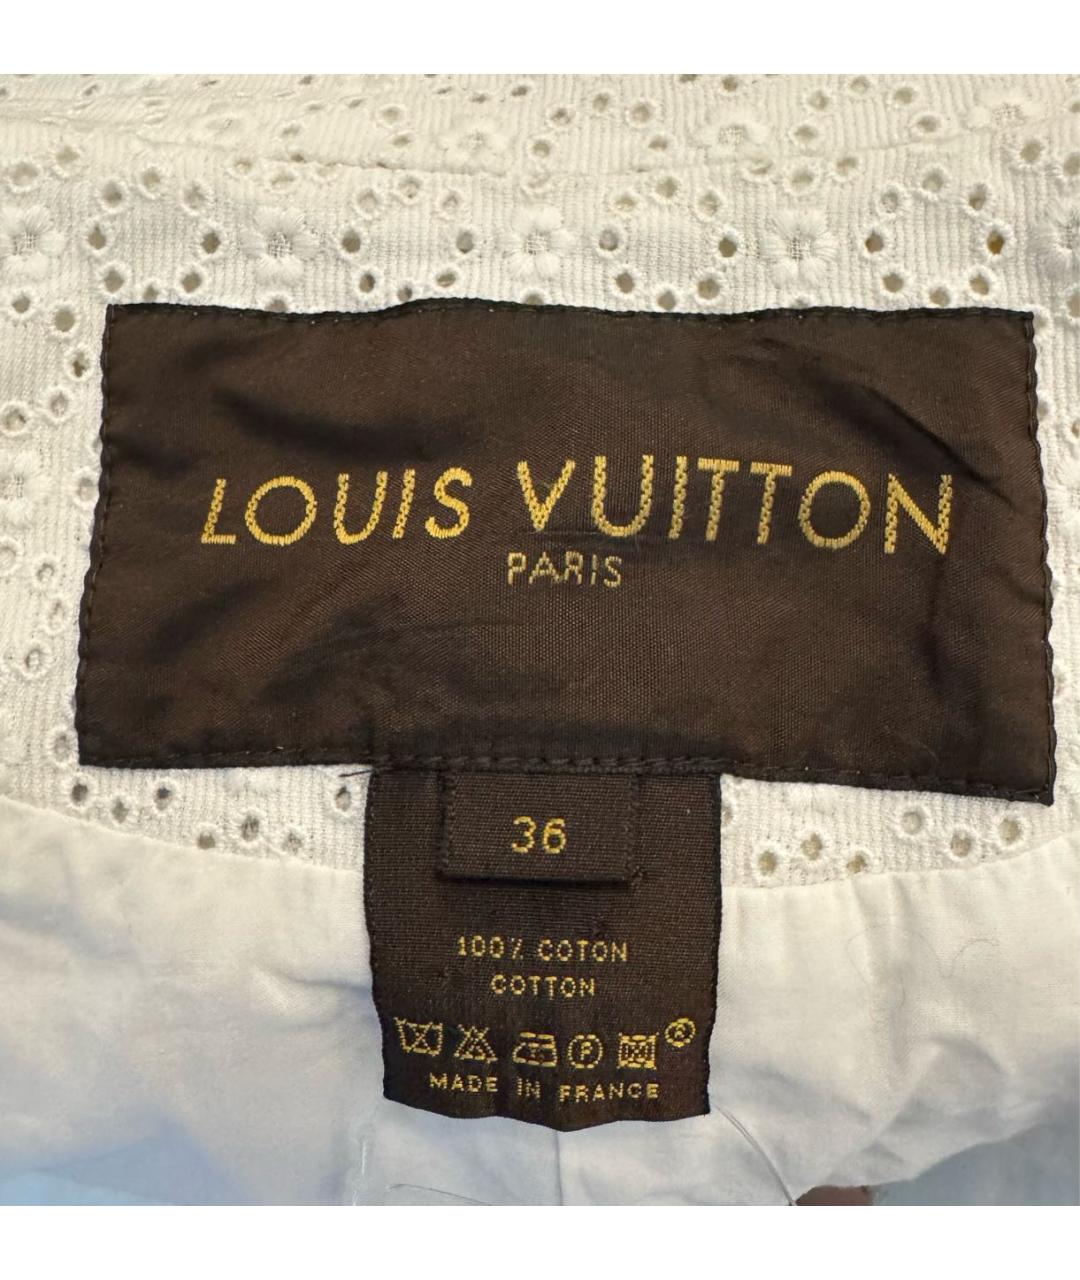 LOUIS VUITTON
PARIS
36
100% COTON
COTTON
P
®
MADE IN FRANCE